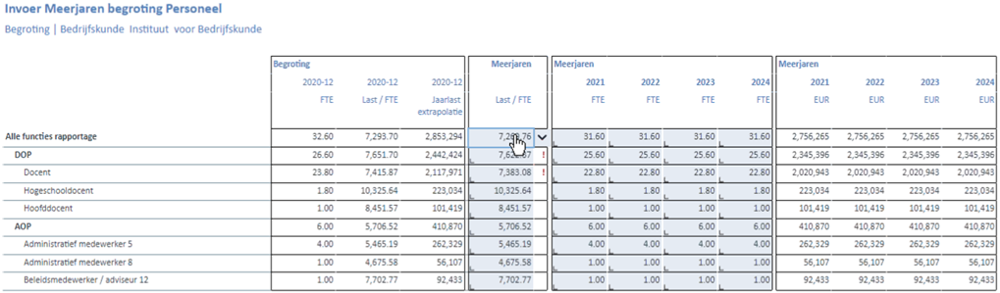 Invoer Meerjaren begroting Personeel
Begroting | Bedrijfskunde Instituut voor Bedrijfskunde
Begroting Meerjaren Meerjaren Meerjaren
2020-12 2020-12 2020-12 2021 2022 2023 2024 2021 2022 2023 2024
FTE Last / FTE Jaarlast Last / FTE FTE FTE FTE FTE EUR EUR EUR EUR
extrapolatie
Alle functies rapportage 32.60 7,293.70 2,853,294 31.60 31.60 31.60 31.60 2,756,265 2,756,265 2,756,265 2,756,265
DOP 26.60 7,651.70 2,442,424 ! 25.60 25.60 25.60 25.60 2,345,396 2,345,396 2,345,396 2,345,396
Docent 23.80 7,415.87 2,117,971 7,383.08 ! 22.80 22.80 22.80 22.80 2,020,943 2,020,943 2,020,943 2,020,943
Hogeschooldocent 1.80 10,325.64 223,034 10,325.64 1.80 1.80 1.80 1.80 223,034 223,034 223,034 223,034
Hoofddocent 1.00 8,451.57 101,419 8,451.57 1.00 1.00 1.00 1.00 101,419 101,419 101,419 101,419
AOP 6.00 5,706.52 410,870 5,706.52 6.00 6.00 6.00 6.00 410,870 410,870 410,870 410,870
Administratief medewerker 5 4.00 5,465.19 262,329 5,465.19 4.00 4.00 4.00 4.00 262,329 262,329 262,329 262,329
Administratief medewerker 8 1.00 4,675.58 56,107 4,675.58 1.00 1.00 1.00 1.00 56,107 56,107 56,107 56,107
Beleidsmedewerker / adviseur 12 1.00 7,702.77 92,433 7,702.77 1.00 1.00 1.00 1.00 92,433 92,433 92,433 92,433